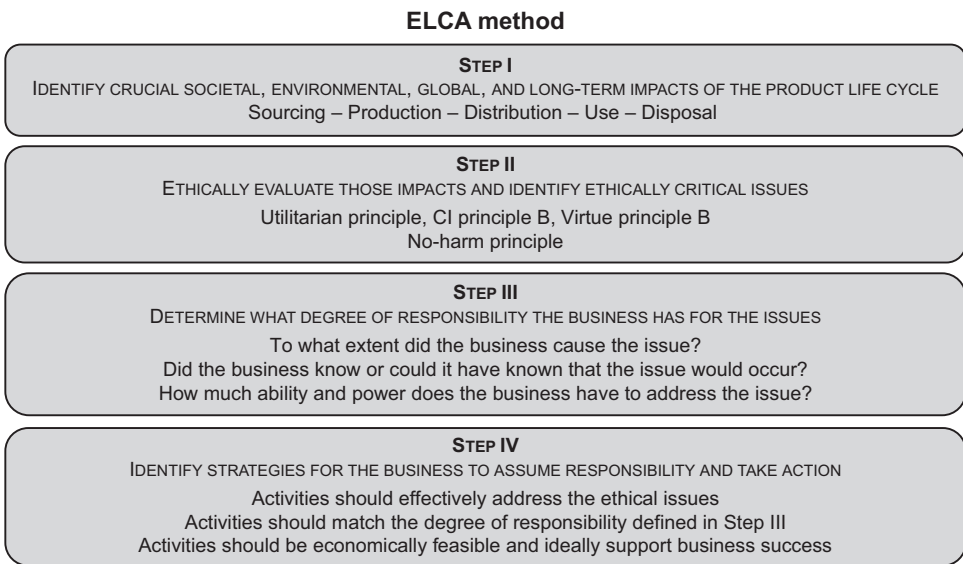 ELCA method
STEP I
IDENTIFY CRUCIAL SOCIETAL, ENVIRONMENTAL, GLOBAL, AND LONG-TERM IMPACTS OF THE PRODUCT LIFE CYCLE
Sourcing – Production – Distribution – Use – Disposal
STEP II
ETHICALLY EVALUATE THOSE IMPACTS AND IDENTIFY ETHICALLY CRITICAL ISSUES
Utilitarian principle, CI principle B, Virtue principle B
No-harm principle
STEP III
DETERMINE WHAT DEGREE OF RESPONSIBILITY THE BUSINESS HAS FOR THE ISSUES
To what extent did the business cause the issue?
Did the business know or could it have known that the issue would occur?
How much ability and power does the business have to address the issue?
STEP IV
IDENTIFY STRATEGIES FOR THE BUSINESS TO ASSUME RESPONSIBILITY AND TAKE ACTION
Activities should effectively address the ethical issues
Activities should match the degree of responsibility defined in Step III
Activities should be economically feasible and ideally support business success